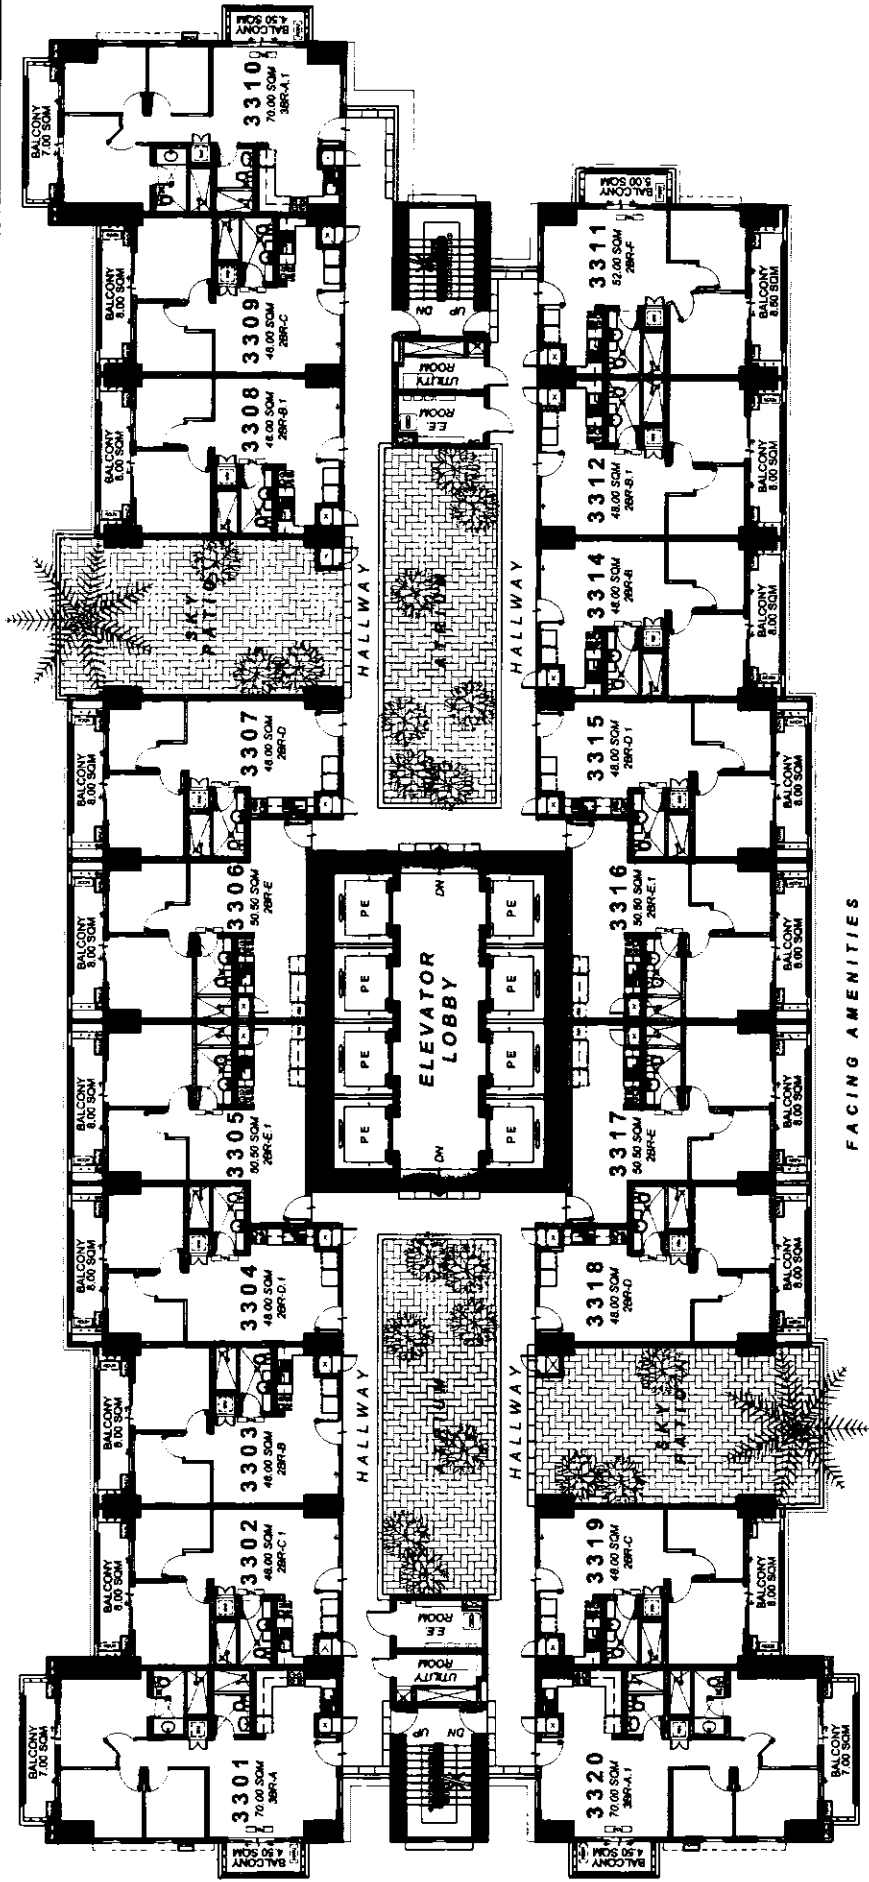 BALCONY
4.50 SQM
BALCONY
7.00 SQM
3310
70.00 SQM
3BR-A.1
BALCONY
8.00 SQM
3309
48.00 SQM
2BR-C
BALCONY
8.00 SQM
3308
48.00 SQM
2BR-B.1
SKY
PATIO
BALCONY
8.00 SQM
3307
48.00 SQM
2BR-D
BALCONY
8.00 SQM
3306
50.50 SQM
2BR-E
BALCONY
8.00 SQM
3305
50.50 SQM
2BR-E.1
BALCONY
8.00 SQM
3304
48.00 SQM
2BR-D.1
BALCONY
8.00 SQM
3303
48.00 SQM
2BR-B
BALCONY
8.00 SQM
3302
48.00 SQM
2BR-C.1
BALCONY
7.00 SQM
3301
70.00 SQM
3BR-A
BALCONY
4.50 SQM
HALLWAY
HALLWAY
DN
UP
UTILITY
ROOM
E.E.
ROOM
ATRIUM
DN
PE
PE
PE
PE
ELEVATOR
LOBBY
PE
PE
PE
PE
DN
ATRIUM
E.E.
ROOM
UTILITY
ROOM
UP
DN
HALLWAY
HALLWAY
BALCONY
5.00 SQM
3311
52.00 SQM
2BR-F
BALCONY
8.50 SQM
3312
48.00 SQM
2BR-B.1
BALCONY
8.00 SQM
3314
48.00 SQM
2BR-B
BALCONY
8.00 SQM
3315
48.00 SQM
2BR-D.1
BALCONY
8.00 SQM
3316
50.50 SQM
2BR-E.1
BALCONY
8.00 SQM
3317
50.50 SQM
2BR-E
BALCONY
8.00 SQM
3318
48.00 SQM
2BR-D
BALCONY
8.00 SQM
SKY
PATIO
3319
48.00 SQM
2BR-C
BALCONY
8.00 SQM
3320
70.00 SQM
3BR-A.1
BALCONY
7.00 SQM
BALCONY
4.50 SQM
FACING AMENITIES